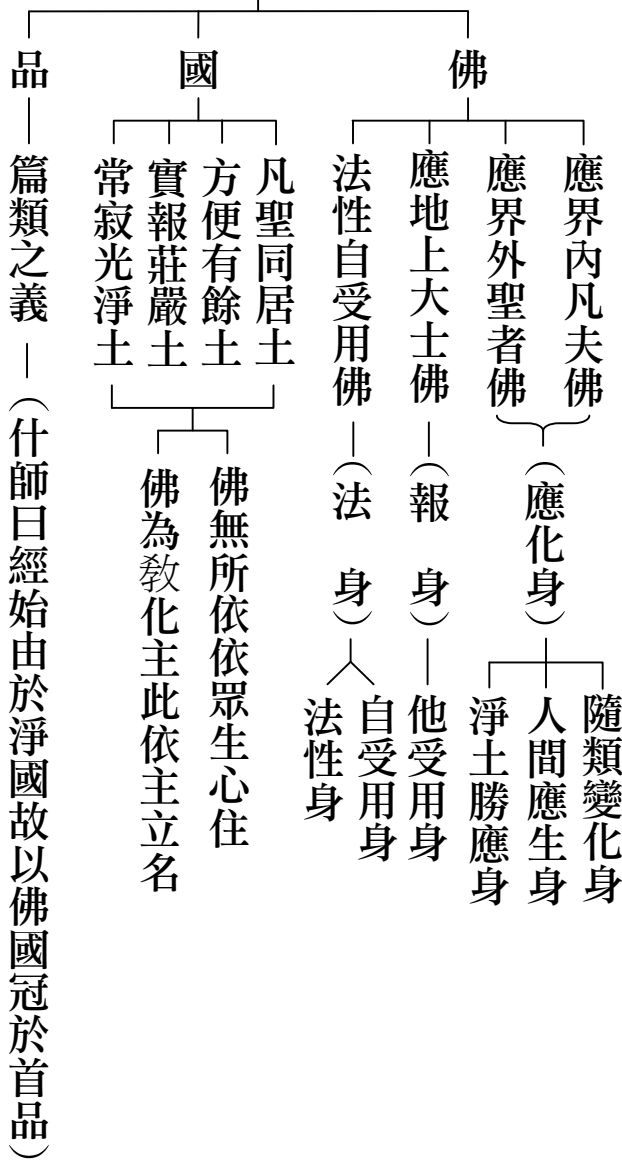 佛
應界內凡夫佛
應界外聖者佛
(應化身)
隨類變化身
人間應生身
淨土勝應身
應地上大士佛
(報 身)
他受用身
法性自受用佛
(法 身)
自受用身
法性身
國
凡聖同居土
方便有餘土
實報莊嚴土
常寂光淨土
佛無所依依眾生心住
佛為教化主此依主立名
品
篇類之義
(什師曰經始由於淨國故以佛國冠於首品)